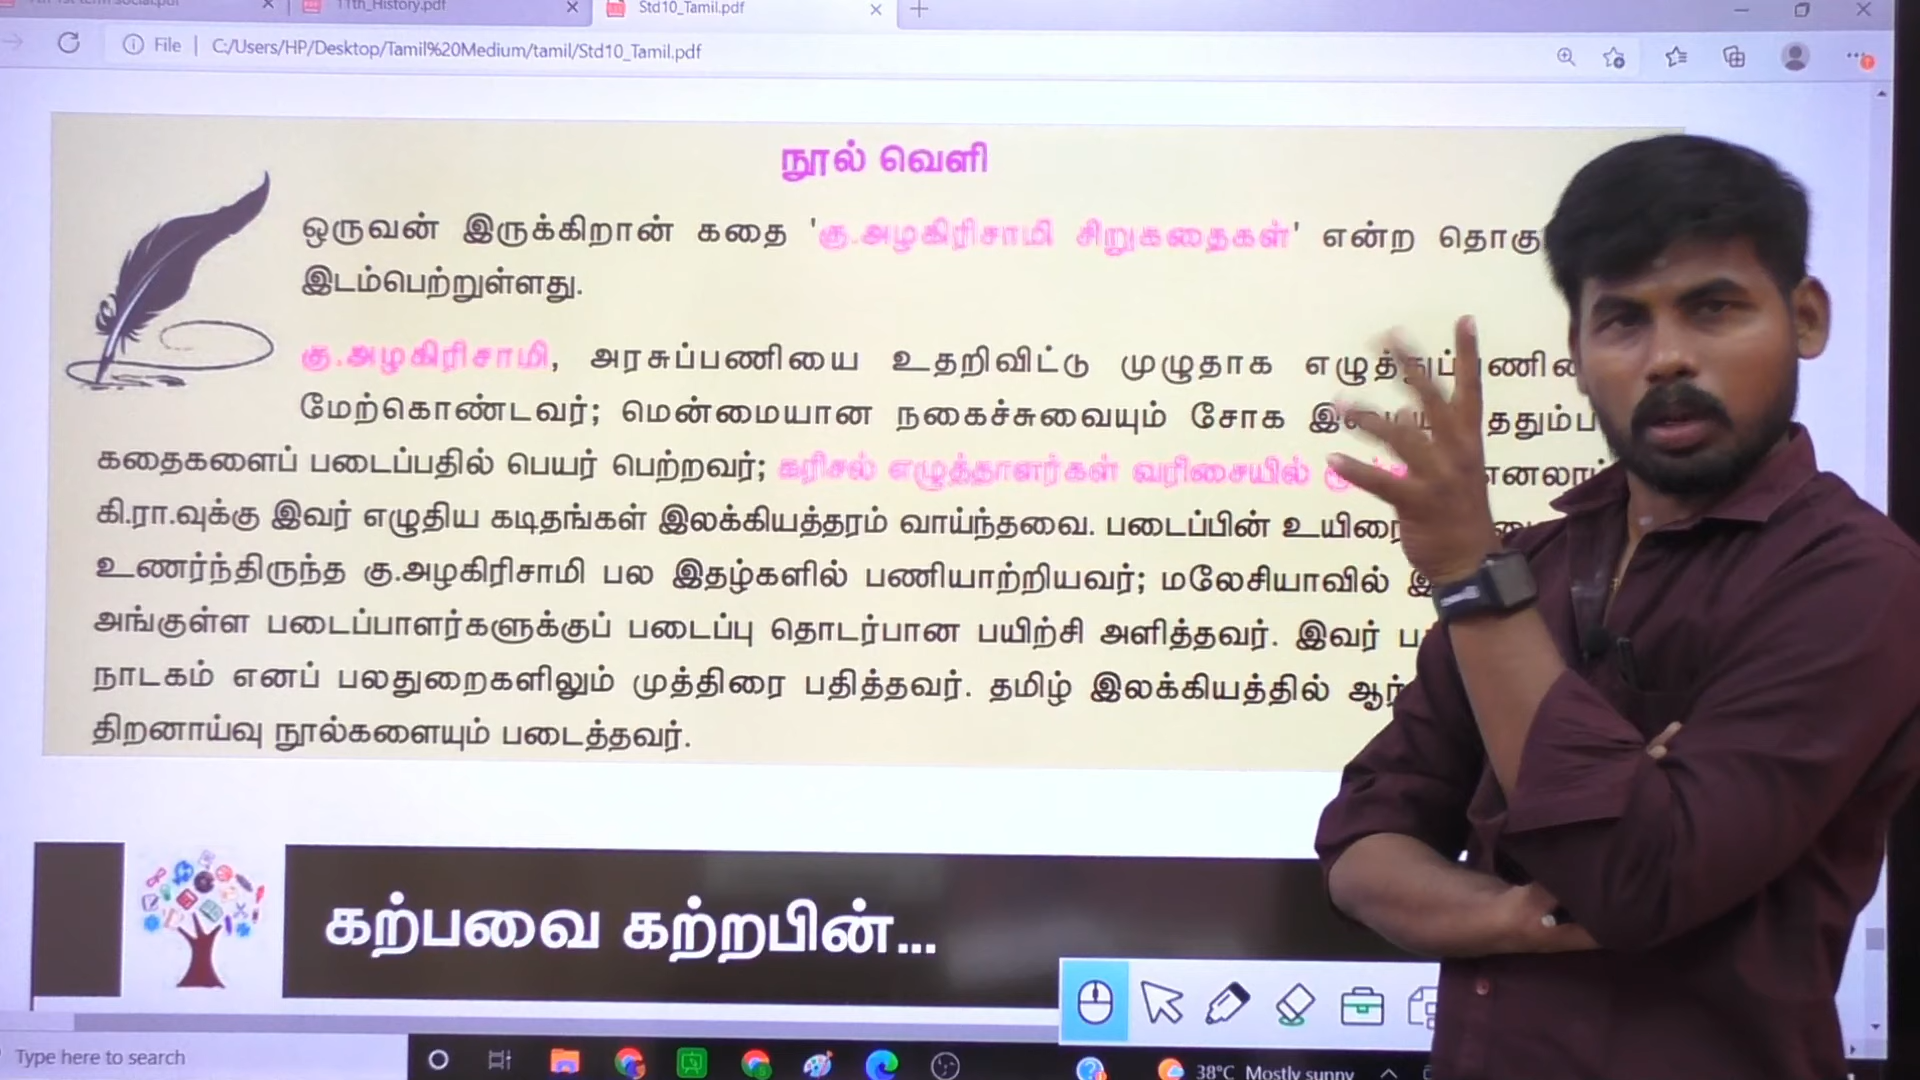 11th_History.pdf
Std10_Tamil.pdf
File | C:/Users/HP/Desktop/Tamil%20Medium/tamil/Std10_Tamil.pdf
நூல் வெளி
ஒருவன் இருக்கிறான் கதை 'கு.அழகிரிசாமி சிறுகதைகள்' என்ற
இடம்பெற்றுள்ளது.
கு.அழகிரிசாமி, அரசுப்பணியை உதறிவிட்டு முழுதாக
மேற்கொண்டவர்; மென்மையான நகைச்சுவையும் சோக
கதைகளைப் படைப்பதில் பெயர் பெற்றவர்; கரிசல் எழுத்தாளர்கள் வரிசையில்
கி.ரா.வுக்கு இவர் எழுதிய கடிதங்கள் இலக்கியத்தரம் வாய்ந்தவை. படைப்பின்
உணர்ந்திருந்த கு.அழகிரிசாமி பல இதழ்களில் பணியாற்றியவர்; மலேசியாவில்
அங்குள்ள படைப்பாளர்களுக்குப் படைப்பு தொடர்பான பயிற்சி அளித்தவர். இவர்
நாடகம் எனப் பலதுறைகளிலும் முத்திரை பதித்தவர். தமிழ் இலக்கியத்தில்
திறனாய்வு நூல்களையும் படைத்தவர்.
கற்பவை கற்றபின்...
Type here to search
38°C Mostly sunny